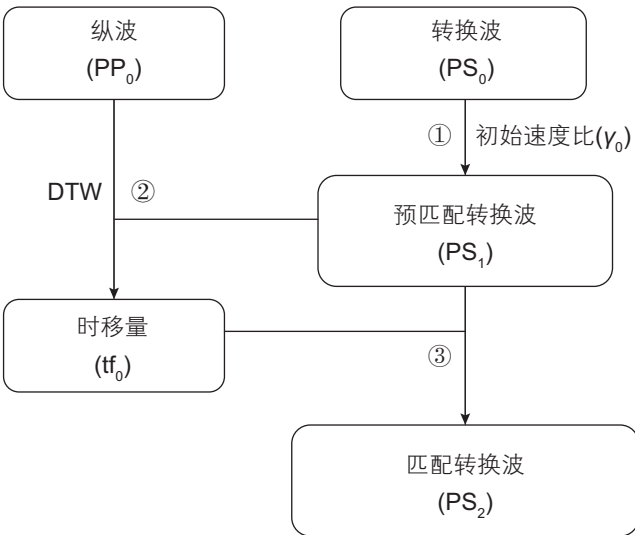 纵波
(PP₀)
转换波
(PS₀)
① 初始速度比(γ₀)
DTW ②
预匹配转换波
(PS₁)
时移量
(tf₀)
③
匹配转换波
(PS₂)